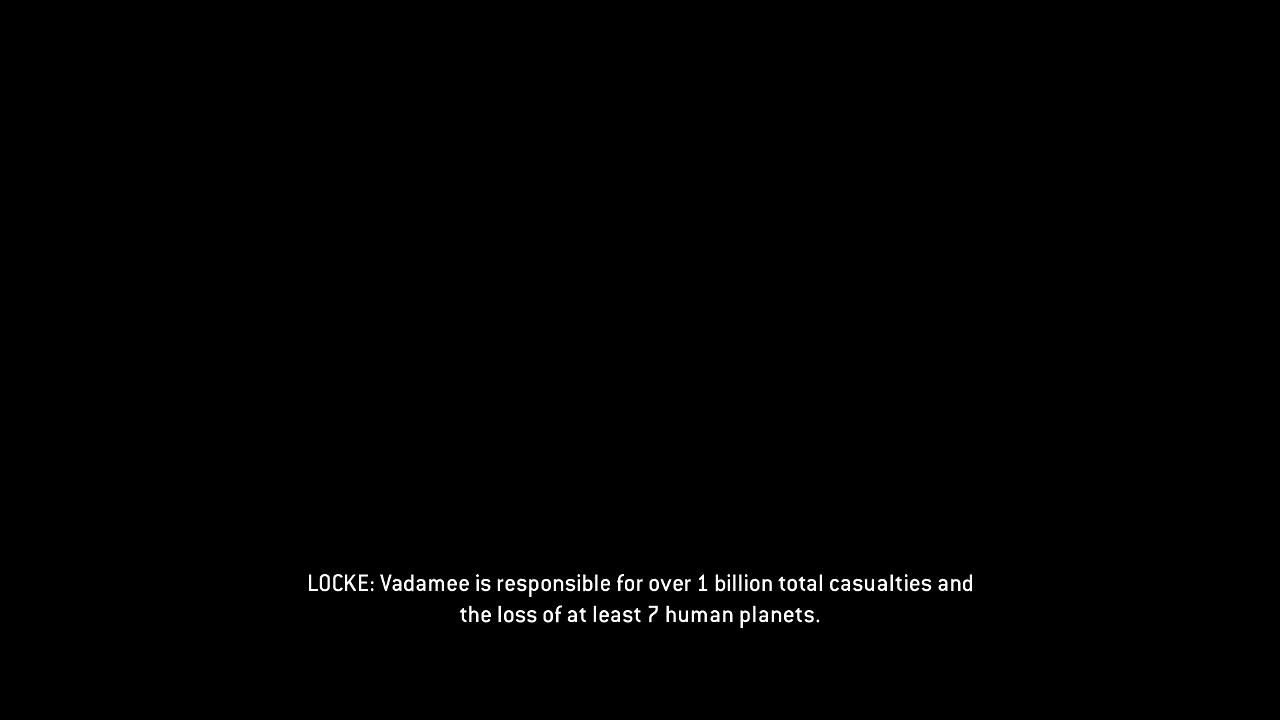 LOCKE: Vadamee is responsible for over 1 billion total casualties and
the loss of at least 7 human planets.